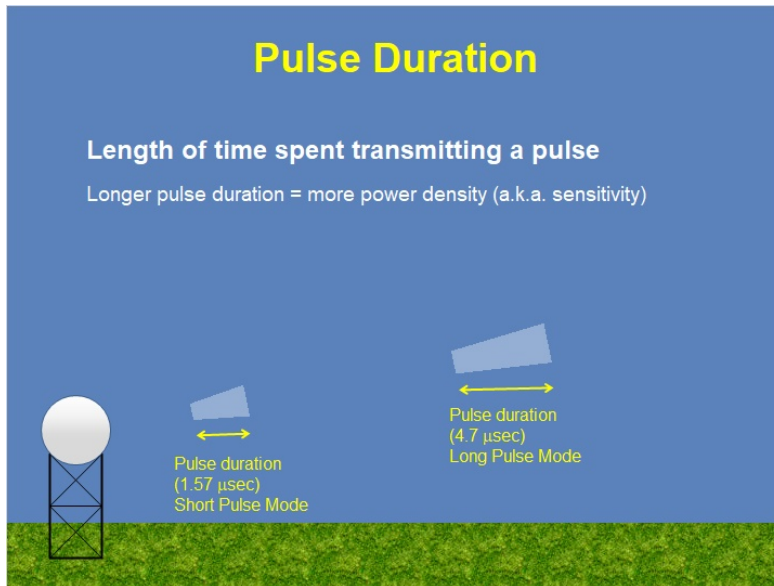 Pulse Duration
Length of time spent transmitting a pulse
Longer pulse duration = more power density (a.k.a. sensitivity)
Pulse duration
(1.57 μsec)
Short Pulse Mode
Pulse duration
(4.7 μsec)
Long Pulse Mode